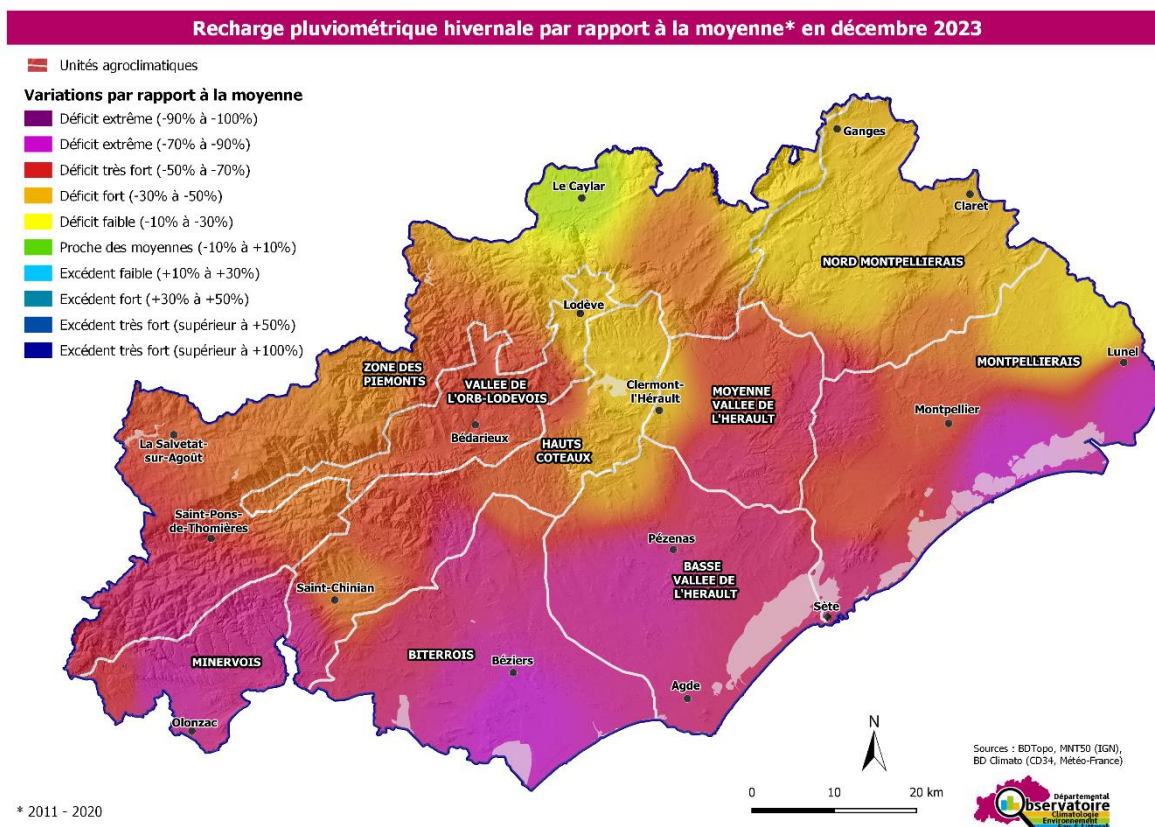 Recharge pluviométrique hivernale par rapport à la moyenne* en décembre 2023
Unités agroclimatiques
Variations par rapport à la moyenne
Déficit extrême (-90% à -100%)
Déficit extrême (-70% à -90%)
Déficit très fort (-50% à -70%)
Déficit fort (-30% à -50%)
Déficit faible (-10% à -30%)
Proche des moyennes (-10% à +10%)
Excédent faible (+10% à +30%)
Excédent fort (+30% à +50%)
Excédent très fort (supérieur à +50%)
Excédent très fort (supérieur à +100%)
Ganges
Le Caylar
Claret
NORD MONTPELLIERAIS
Lodève
MONTPELLIERAIS
Lunel
ZONE DES
PIEMONTS
VALLEE DE
L'ORB-LODEVOIS
Clermont-
l'Hérault
MOYENNE
VALLEE DE
L'HERAULT
Montpellier
La Salvetat-
sur-Agoût
Bédarieux
HAUTS
COTEAUX
Saint-Pons-
de-Thomières
Pézenas
BASSE
VALLEE DE
L'HERAULT
Saint-Chinian
Sète
MINERVOIS
BITERROIS
Béziers
Agde
Olonzac
N
Sources : BDTopo, MNT50 (IGN),
BD Climato (CD34, Météo-France)
0 10 20 km
Départemental
Observatoire
Climatologie
Environnement
Eau & Littoral
* 2011 - 2020